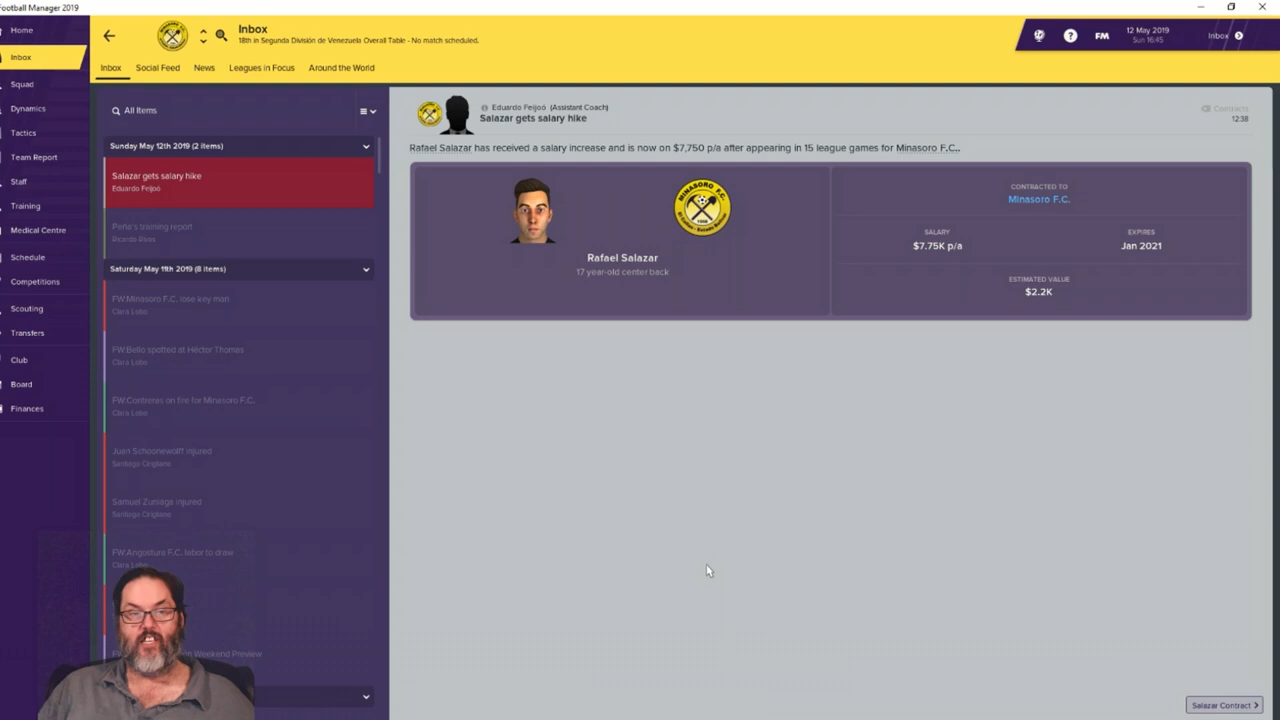 Football Manager 2019
Home
Inbox
Squad
Dynamics
Tactics
Team Report
Staff
Training
Medical Centre
Schedule
Competitions
Scouting
Transfers
Club
Board
Finances
Inbox
18th in Segunda División de Venezuela Overall Table - No match scheduled.
FM
12 May 2019
Sun 16:45
Inbox
Inbox
Social Feed
News
Leagues in Focus
Around the World
All Items
Sunday May 12th 2019 (2 items)
Salazar gets salary hike
Eduardo Feijoó
Peña's training report
Ricardo Rivas
Saturday May 11th 2019 (8 items)
FW:Minasoro F.C. lose key man
Clara Lobo
FW:Bello spotted at Héctor Thomas
Clara Lobo
FW:Contreras on fire for Minasoro F.C.
Clara Lobo
Juan Schoonewolff injured
Santiago Cirigliano
Samuel Zuniaga injured
Santiago Cirigliano
FW:Angostura F.C. labor to draw
Clara Lobo
Weekend Preview
Eduardo Feijoó (Assistant Coach)
Salazar gets salary hike
Contracts
12:38
Rafael Salazar has received a salary increase and is now on $7,750 p/a after appearing in 15 league games for Minasoro F.C..
MINASORO F.C.
Rafael Salazar
17 year-old center back
CONTRACTED TO
Minasoro F.C.
SALARY
$7.75K p/a
EXPIRES
Jan 2021
ESTIMATED VALUE
$2.2K
Salazar Contract